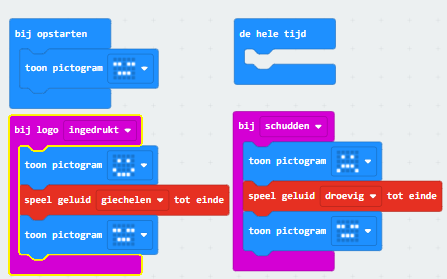 bij opstarten
toon pictogram
de hele tijd
bij logo ingedrukt
toon pictogram
speel geluid giechelen tot einde
toon pictogram
bij schudden
toon pictogram
speel geluid droevig tot einde
toon pictogram